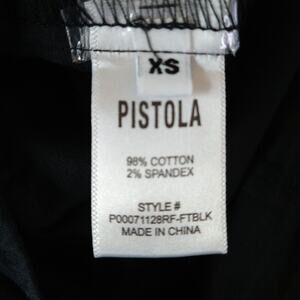 XS
PISTOLA
98% COTTON
2% SPANDEX
STYLE #
P00071128RF-FTBLK
MADE IN CHINA